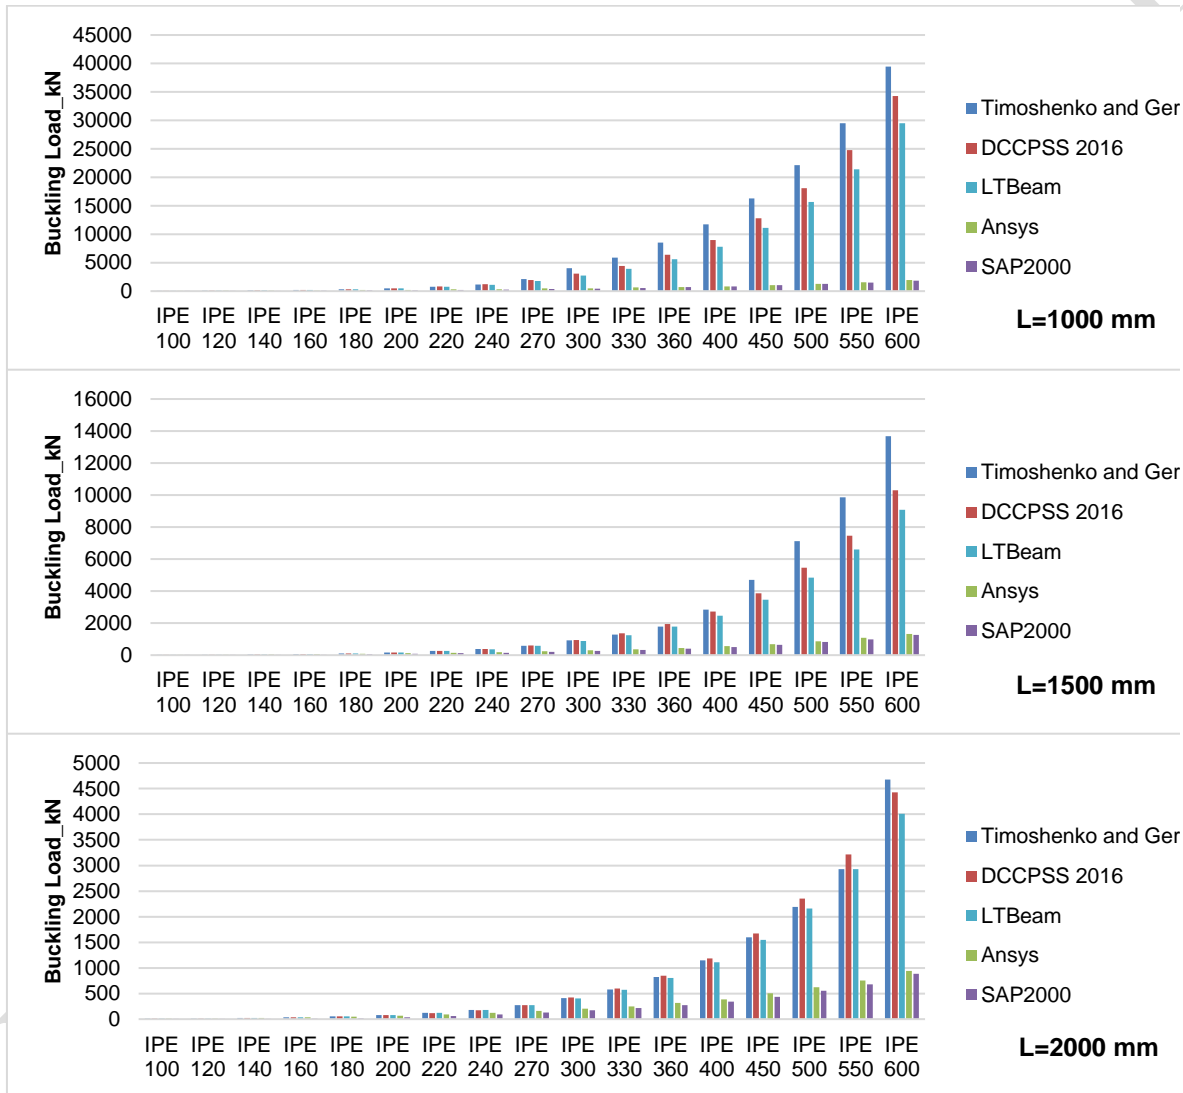 45000
40000
35000
30000
25000
20000
15000
10000
5000
0
Buckling Load_kN
IPE 100
IPE 120
IPE 140
IPE 160
IPE 180
IPE 200
IPE 220
IPE 240
IPE 270
IPE 300
IPE 330
IPE 360
IPE 400
IPE 450
IPE 500
IPE 550
IPE 600
Timoshenko and Ger
DCCPSS 2016
LTBeam
Ansys
SAP2000
L=1000 mm
16000
14000
12000
10000
8000
6000
4000
2000
0
Buckling Load_kN
IPE 100
IPE 120
IPE 140
IPE 160
IPE 180
IPE 200
IPE 220
IPE 240
IPE 270
IPE 300
IPE 330
IPE 360
IPE 400
IPE 450
IPE 500
IPE 550
IPE 600
Timoshenko and Ger
DCCPSS 2016
LTBeam
Ansys
SAP2000
L=1500 mm
5000
4500
4000
3500
3000
2500
2000
1500
1000
500
0
Buckling Load_kN
IPE 100
IPE 120
IPE 140
IPE 160
IPE 180
IPE 200
IPE 220
IPE 240
IPE 270
IPE 300
IPE 330
IPE 360
IPE 400
IPE 450
IPE 500
IPE 550
IPE 600
Timoshenko and Ger
DCCPSS 2016
LTBeam
Ansys
SAP2000
L=2000 mm